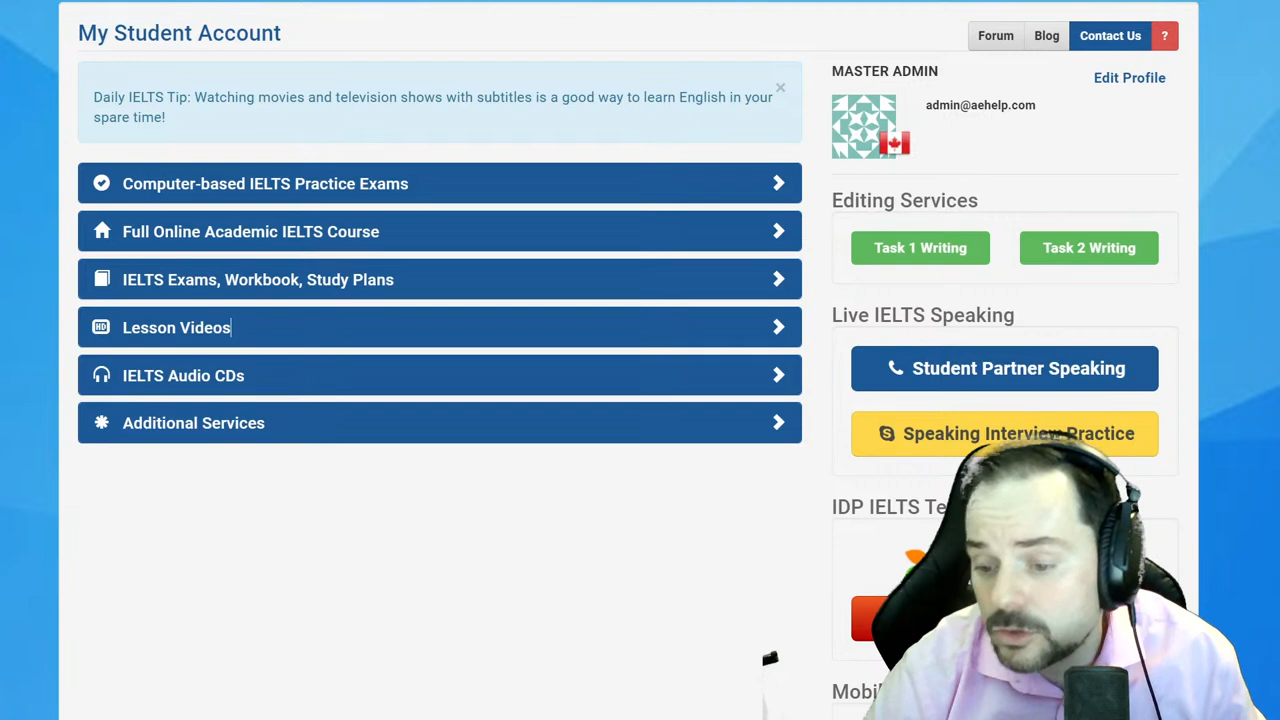 My Student Account
Forum
Blog
Contact Us
?
Daily IELTS Tip: Watching movies and television shows with subtitles is a good way to learn English in your
spare time!
×
Computer-based IELTS Practice Exams
Full Online Academic IELTS Course
IELTS Exams, Workbook, Study Plans
HD Lesson Videos
IELTS Audio CDs
Additional Services
MASTER ADMIN
Edit Profile
admin@aehelp.com
Editing Services
Task 1 Writing
Task 2 Writing
Live IELTS Speaking
Student Partner Speaking
Speaking Interview Practice
IDP IELTS